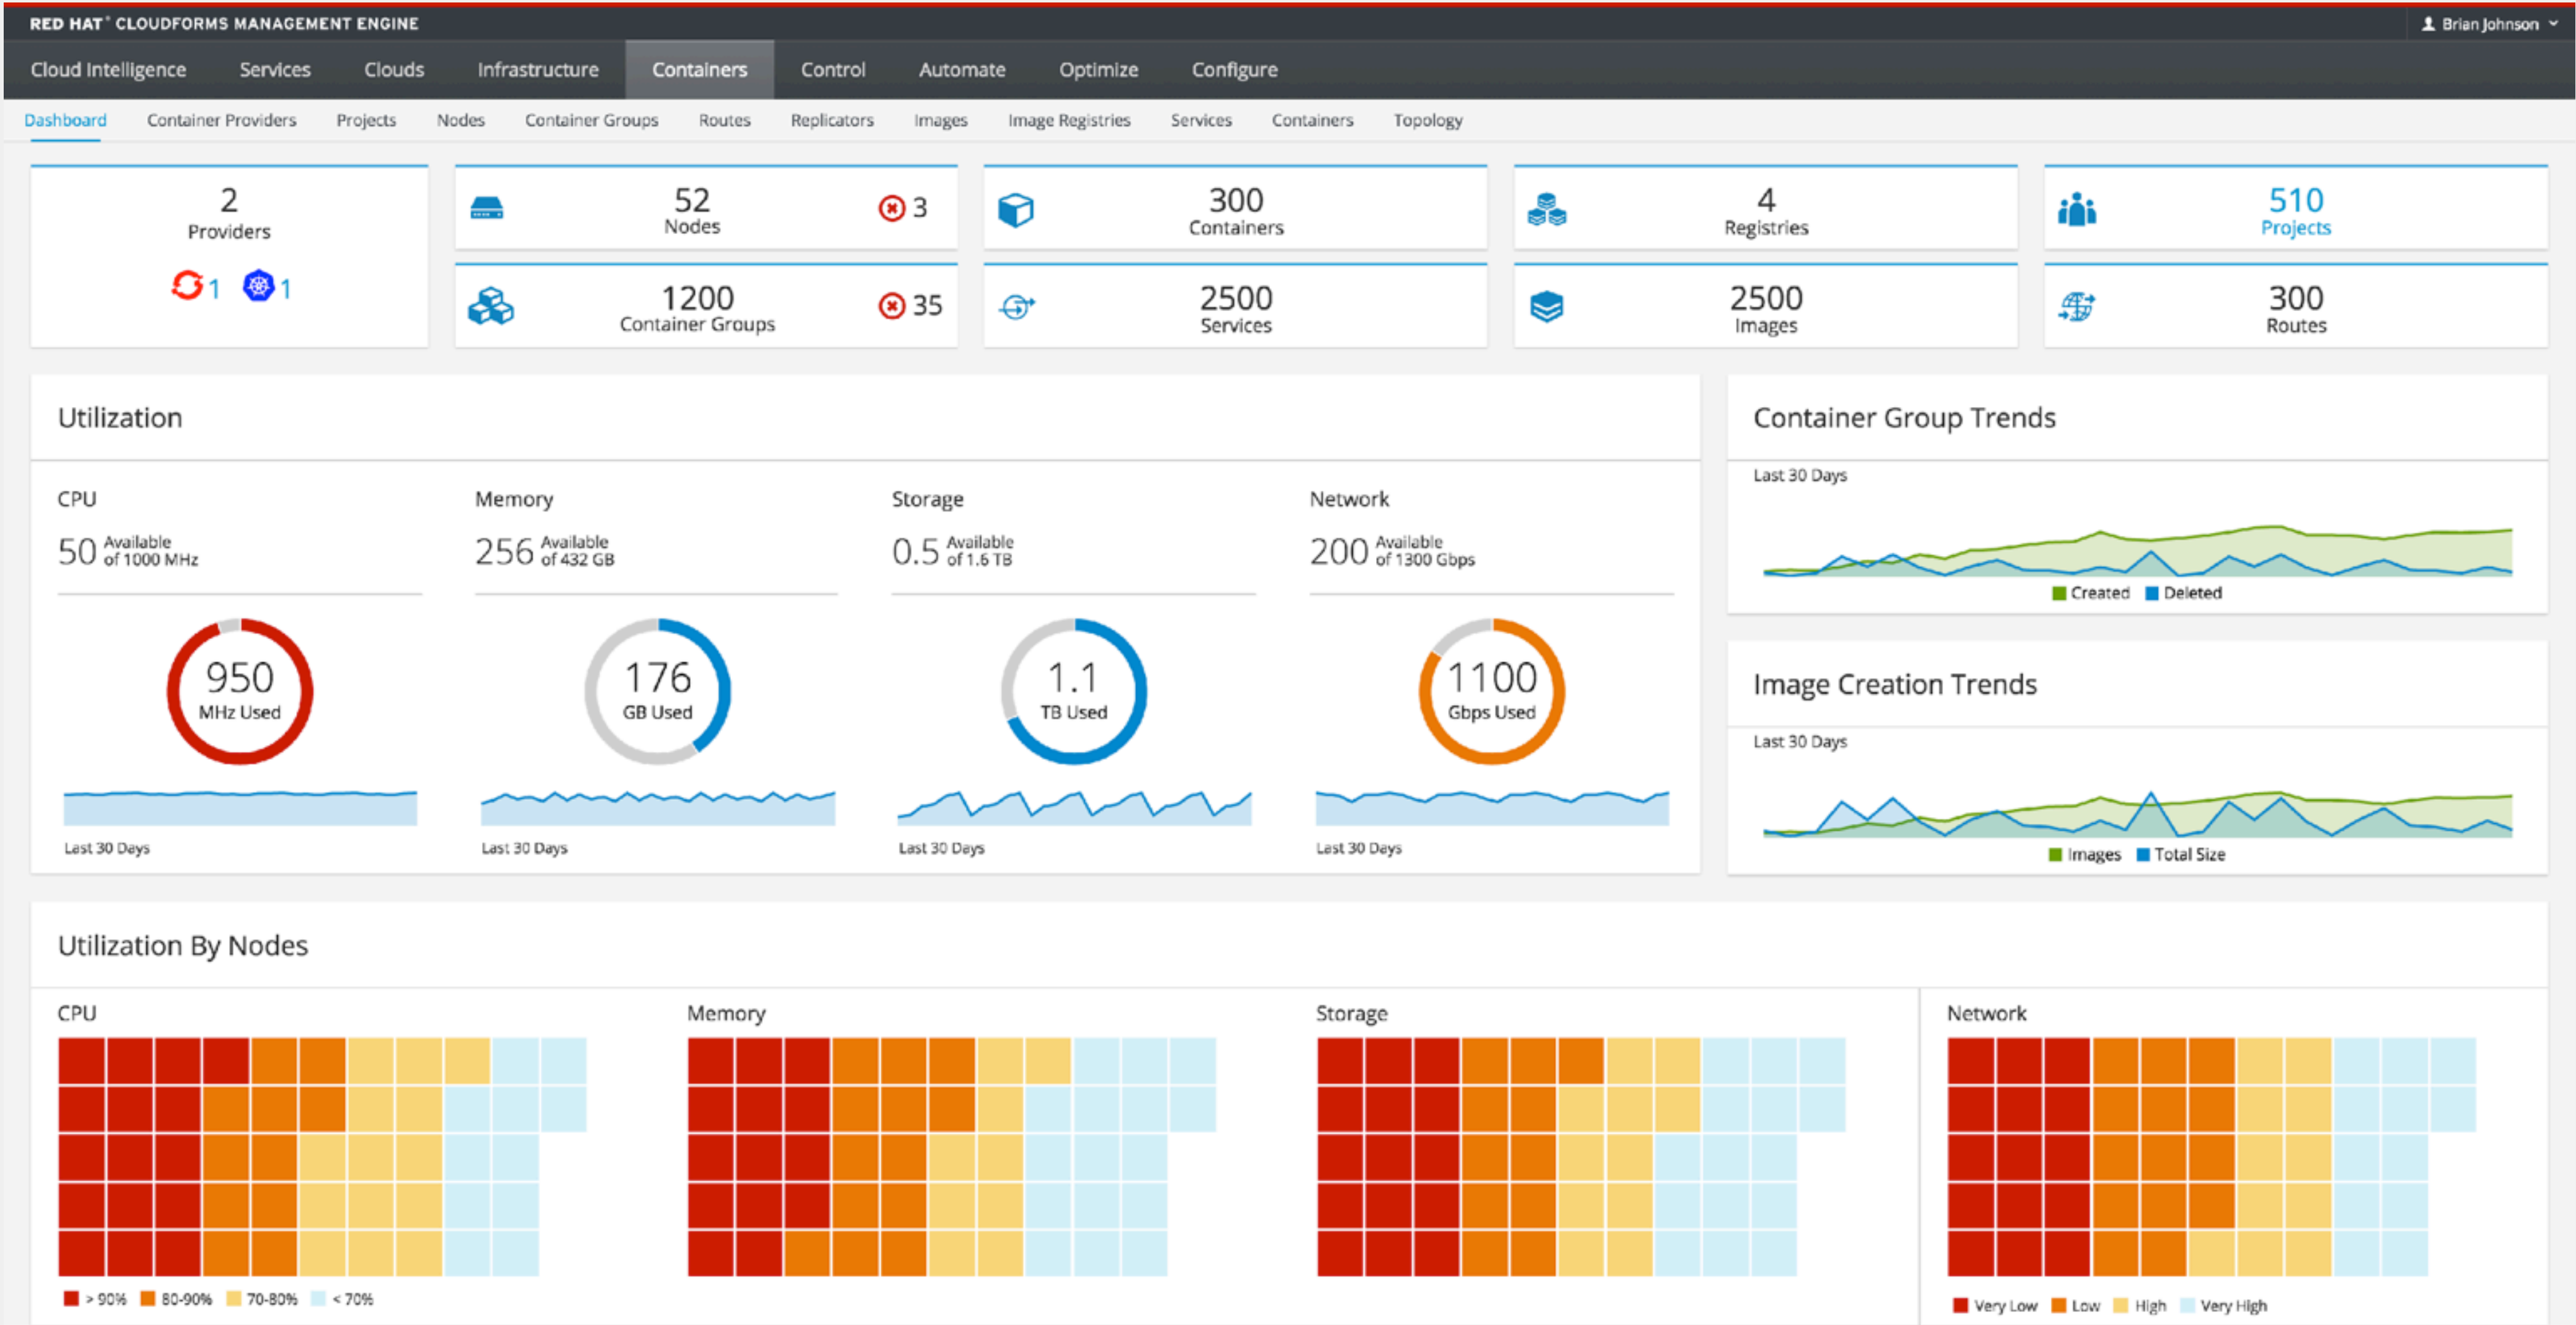 RED HAT® CLOUDFORMS MANAGEMENT ENGINE
Brian Johnson
Cloud Intelligence Services Clouds Infrastructure Containers Control Automate Optimize Configure
Dashboard Container Providers Projects Nodes Container Groups Routes Replicators Images Image Registries Services Containers Topology
2
Providers
1 1
52
Nodes
3
300
Containers
4
Registries
510
Projects
1200
Container Groups
35
2500
Services
2500
Images
300
Routes
Utilization
CPU
50 Available
of 1000 MHz
950
MHz Used
Last 30 Days
Memory
256 Available
of 432 GB
176
GB Used
Last 30 Days
Storage
0.5 Available
of 1.6 TB
1.1
TB Used
Last 30 Days
Network
200 Available
of 1300 Gbps
1100
Gbps Used
Last 30 Days
Container Group Trends
Last 30 Days
Created Deleted
Image Creation Trends
Last 30 Days
Images Total Size
Utilization By Nodes
CPU
Memory
Storage
Network
> 90% 80-90% 70-80% < 70%
Very Low Low High Very High